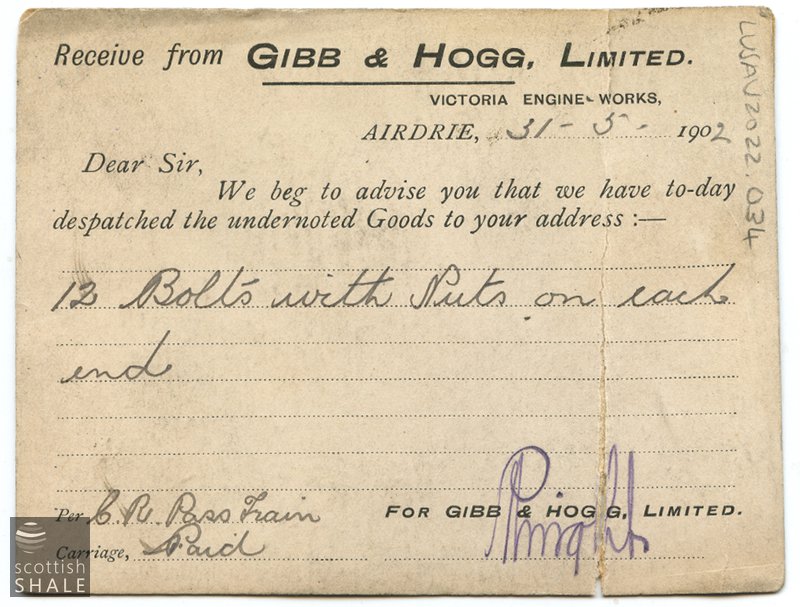 Receive from GIBB & HOGG, LIMITED.
VICTORIA ENGINE WORKS,
AIRDRIE, 31-5-1902
Dear Sir,
We beg to advise you that we have to-day
despatched the undernoted Goods to your address :—
12 Bolts with Nuts on each
end
Per C R Pass Train
FOR GIBB & HOGG, LIMITED.
Carriage, Paid
LVSAV2022.034
scottish
SHALE